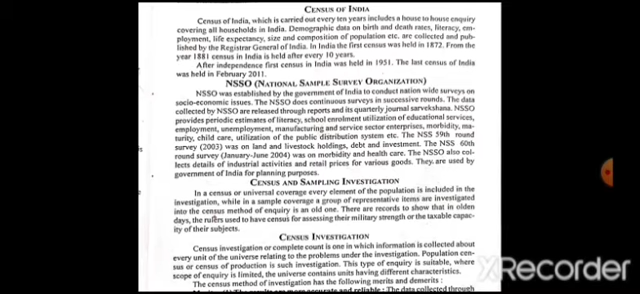 CENSUS OF INDIA
Census of India, which is carried out every ten years includes a house to house enquiry
covering all households in India. Demographic data on birth and death rates, literacy, em-
ployment, life expectancy, size and composition of population etc. are collected and pub-
lished by the Registrar General of India. In India the first census was held in 1872. From the
year 1881 census in India is held after every 10 years.
After independence first census in India was held in 1951. The last census of India
was held in February 2011.
NSSO (NATIONAL SAMPLE SURVEY ORGANIZATION)
NSSO was established by the government of India to conduct nation wide surveys on
socio-economic issues. The NSSO does continuous surveys in successive rounds. The data
collected by NSSO are released through reports and its quarterly journal sarvekshana. NSSO
provides periodic estimates of literacy, school enrolment utilization of educational services,
employment, unemployment, manufacturing and service sector enterprises, morbidity, ma-
turity, child care, utilization of the public distribution system etc. The NSS 59th round
survey (2003) was on land and livestock holdings, debt and investment. The NSS 60th
round survey (January-June 2004) was on morbidity and health care. The NSSO also col-
lects details of industrial activities and retail prices for various goods. They are used by
government of India for planning purposes.
CENSUS AND SAMPLING INVESTIGATION
In a census or universal coverage every element of the population is included in the
investigation, while in a sample coverage a group of representative items are investigated
into the census method of enquiry is an old one. There are records to show that in olden
days, the rulers used to have census for assessing their military strength or the taxable capac-
ity of their subjects.
CENSUS INVESTIGATION
Census investigation or complete count is one in which information is collected about
every unit of the universe relating to the problems under the investigation. Population cen-
sus or census of production is such investigation. This type of enquiry is suitable, where
scope of enquiry is limited, the universe contains units having different characteristics.
The census method of investigation has the following merits and demerits :
more accurate and reliable : The data collected through
XRecorder